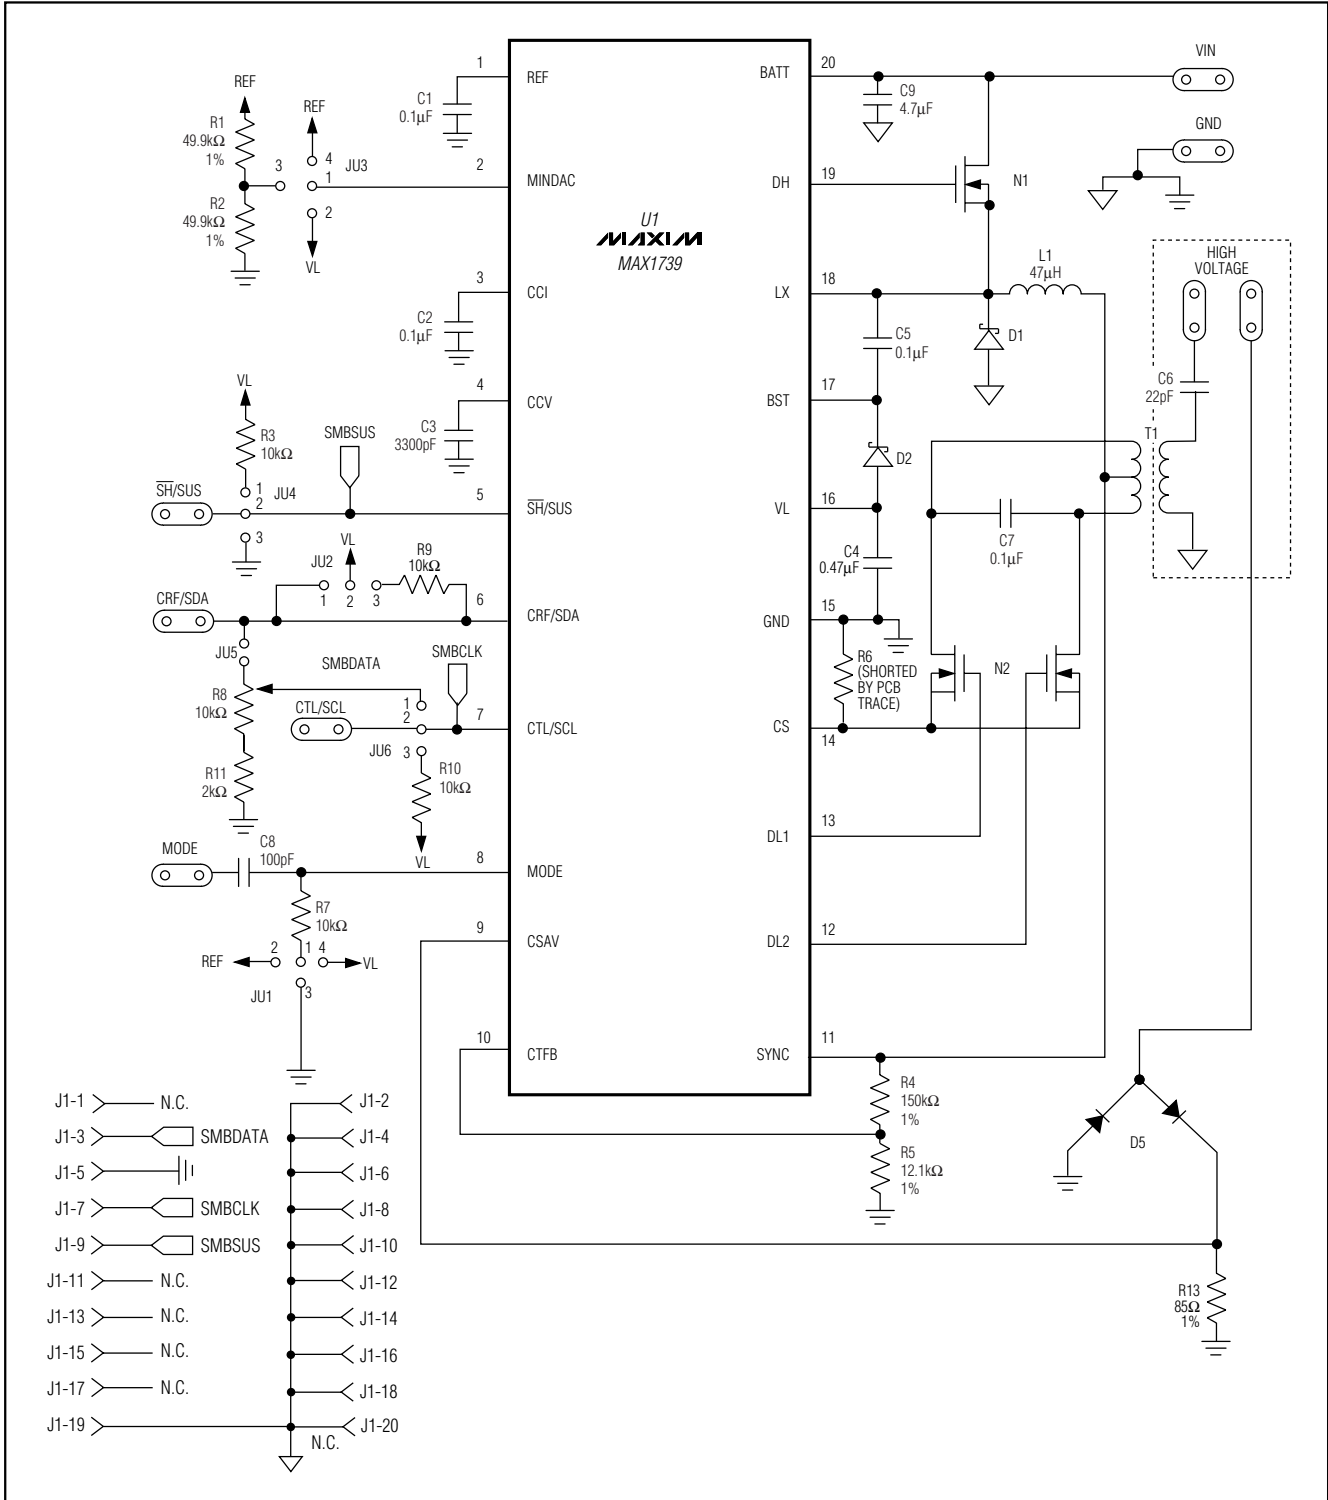 1
REF
C1
0.1µF
REF
R1
49.9kΩ
1%
REF
3
4
JU3
1
2
VL
2
MINDAC
R2
49.9kΩ
1%
U1
MAXIM
MAX1739
3
CCI
C2
0.1µF
4
CCV
C3
3300pF
VL
R3
10kΩ
SMBSUS
SH/SUS
1
JU4
2
3
5
SH/SUS
VL
JU2
R9
10kΩ
1
2
3
CRF/SDA
6
CRF/SDA
JU5
SMBDATA
SMBCLK
R8
10kΩ
CTL/SCL
1
2
7
CTL/SCL
JU6
3
R10
10kΩ
VL
R11
2kΩ
MODE
C8
100pF
8
MODE
R7
10kΩ
REF
2
1
4
VL
JU1
3
9
CSAV
10
CTFB
BATT
20
C9
4.7µF
VIN
GND
DH
19
N1
LX
18
L1
47µH
D1
C5
0.1µF
BST
17
D2
VL
16
C4
0.47µF
HIGH
VOLTAGE
C6
22pF
T1
C7
0.1µF
GND
15
R6
(SHORTED
BY PCB
TRACE)
N2
CS
14
DL1
13
DL2
12
SYNC
11
R4
150kΩ
1%
R5
12.1kΩ
1%
D5
R13
85Ω
1%
J1-1
N.C.
J1-2
J1-3
SMBDATA
J1-4
J1-5
J1-6
J1-7
SMBCLK
J1-8
J1-9
SMBSUS
J1-10
J1-11
N.C.
J1-12
J1-13
N.C.
J1-14
J1-15
N.C.
J1-16
J1-17
N.C.
J1-18
J1-19
J1-20
N.C.